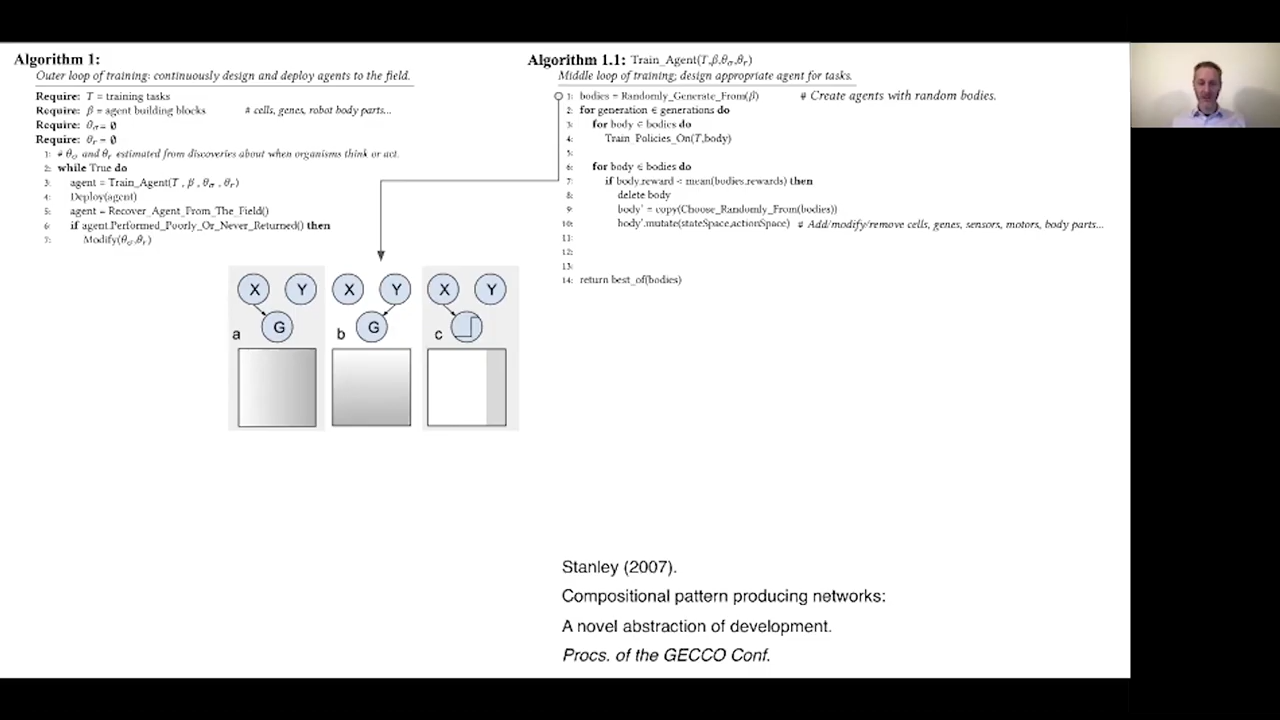 Algorithm 1:
Outer loop of training: continuously design and deploy agents to the field.
Require: T = training tasks
Require: β = agent building blocks # cells, genes, robot body parts...
Require: θσ = ∅
Require: θr = ∅
1: # θσ and θr estimated from discoveries about when organisms think or act.
2: while True do
3: agent = Train_Agent(T , β , θσ , θr)
4: Deploy(agent)
5: agent = Recover_Agent_From_The_Field()
6: if agent.Performed_Poorly_Or_Never_Returned() then
7: Modify(θσ,θr)
Algorithm 1.1: Train_Agent(T,β,θσ,θr)
Middle loop of training; design appropriate agent for tasks.
1: bodies = Randomly_Generate_From(β) # Create agents with random bodies.
2: for generation ∈ generations do
3: for body ∈ bodies do
4: Train_Policies_On(T,body)
5:
6: for body ∈ bodies do
7: if body.reward < mean(bodies.rewards) then
8: delete body
9: body' = copy(Choose_Randomly_From(bodies))
10: body'.mutate(stateSpace,actionSpace) # Add/modify/remove cells, genes, sensors, motors, body parts...
11:
12:
13:
14: return best_of(bodies)
X Y X Y X Y
G G
a b c
Stanley (2007).
Compositional pattern producing networks:
A novel abstraction of development.
Procs. of the GECCO Conf.